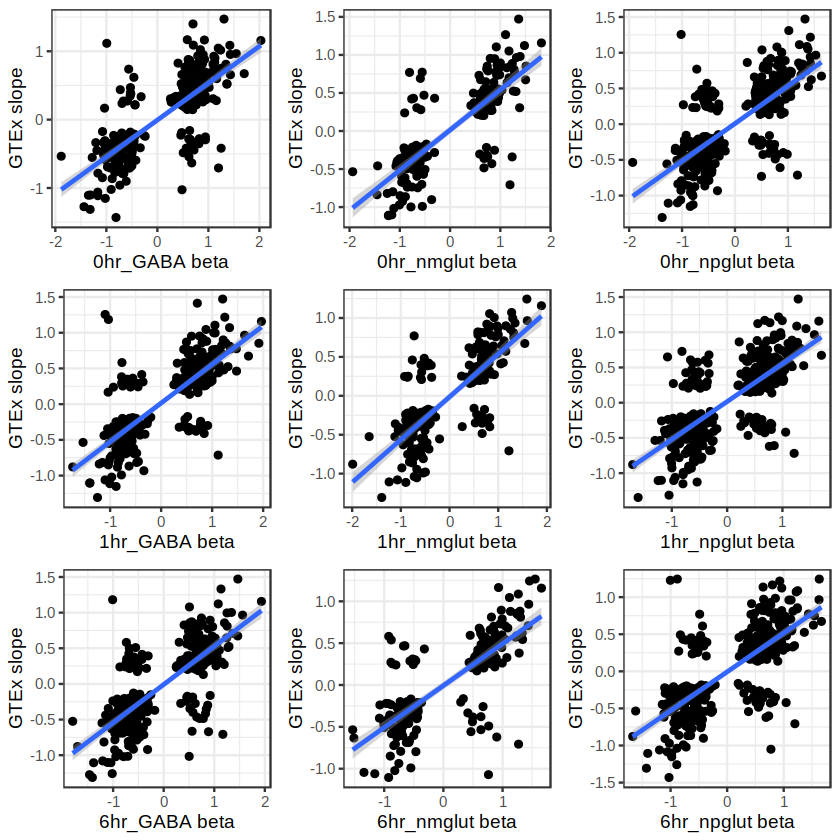 GTEx slope
1
0
-1
-2 -1 0 1 2
0hr_GABA beta
GTEx slope
1.5
1.0
0.5
0.0
-0.5
-1.0
-2 -1 0 1 2
0hr_nmglut beta
GTEx slope
1.5
1.0
0.5
0.0
-0.5
-1.0
-2 -1 0 1
0hr_npglut beta
GTEx slope
1.5
1.0
0.5
0.0
-0.5
-1.0
-1 0 1 2
1hr_GABA beta
GTEx slope
1.0
0.5
0.0
-0.5
-1.0
-2 -1 0 1 2
1hr_nmglut beta
GTEx slope
1.5
1.0
0.5
0.0
-0.5
-1.0
-1 0 1
1hr_npglut beta
GTEx slope
1.5
1.0
0.5
0.0
-0.5
-1.0
-1 0 1 2
6hr_GABA beta
GTEx slope
1.0
0.5
0.0
-0.5
-1.0
-1 0 1
6hr_nmglut beta
GTEx slope
1.0
0.5
0.0
-0.5
-1.0
-1.5
-1 0 1
6hr_npglut beta